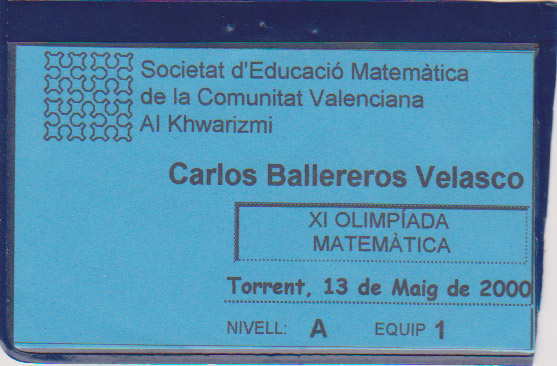 Societat d'Educació Matemàtica
de la Comunitat Valenciana
Al Khwarizmi
Carlos Ballereros Velasco
XI OLIMPÍADA
MATEMÀTICA
Torrent, 13 de Maig de 2000
NIVELL: A EQUIP 1